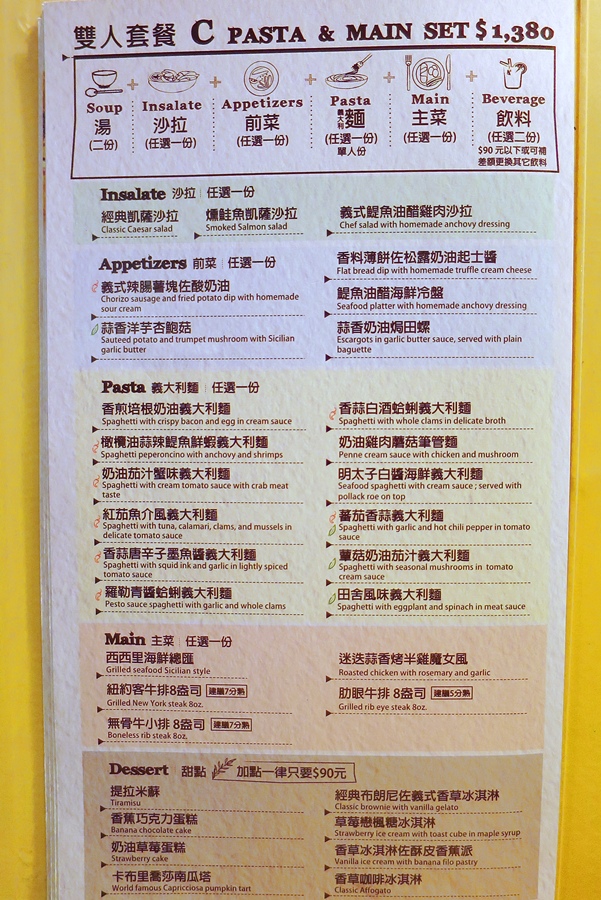 雙人套餐 C PASTA & MAIN SET $1,380
Soup + Insalate + Appetizers + Pasta + Main + Beverage
湯 沙拉 前菜 義大利麵 主菜 飲料
(二份) (任選一份) (任選一份) (任選一份) (任選一份) (任選二份)
單人份
$90 元以下或可補
差額更換其它飲料
Insalate 沙拉 | 任選一份
經典凱薩沙拉
Classic Caesar salad
燻鮭魚凱薩沙拉
Smoked Salmon salad
義式鯷魚油醋雞肉沙拉
Chef salad with homemade anchovy dressing
Appetizers 前菜 | 任選一份
義式辣腸薯塊佐酸奶油
Chorizo sausage and fried potato dip with homemade
sour cream
蒜香洋芋杏鮑菇
Sauteed potato and trumpet mushroom with Sicilian
garlic butter
香料薄餅佐松露奶油起士醬
Flat bread dip with homemade truffle cream cheese
鯷魚油醋海鮮冷盤
Seafood platter with homemade anchovy dressing
蒜香奶油焗田螺
Escargots in garlic butter sauce, served with plain
baguette
Pasta 義大利麵 | 任選一份
香煎培根奶油義大利麵
Spaghetti with crispy bacon and egg in cream sauce
橄欖油蒜辣鯷魚鮮蝦義大利麵
Spaghetti peperoncino with anchovy and shrimps
奶油茄汁蟹味義大利麵
Spaghetti with cream tomato sauce with crab meat
taste
紅茄魚介風義大利麵
Spaghetti with tuna, calamari, clams, and mussels in
delicate tomato sauce
香蒜唐辛子墨魚醬義大利麵
Spaghetti with squid ink and garlic in lightly spiced
tomato sauce
羅勒青醬蛤蜊義大利麵
Pesto sauce spaghetti with garlic and whole clams
香蒜白酒蛤蜊義大利麵
Spaghetti with whole clams in delicate broth
奶油雞肉蘑菇筆管麵
Penne cream sauce with chicken and mushroom
明太子白醬海鮮義大利麵
Seafood spaghetti with cream sauce ; served with
pollack roe on top
蕃茄香蒜義大利麵
Spaghetti with garlic and hot chili pepper in tomato
sauce
蕈菇奶油茄汁義大利麵
Spaghetti with seasonal mushrooms in tomato
cream sauce
田舍風味義大利麵
Spaghetti with eggplant and spinach in meat sauce
Main 主菜 | 任選一份
西西里海鮮總匯
Grilled seafood Sicilian style
紐約客牛排8盎司 建議7分熟
Grilled New York steak 8oz.
無骨牛小排 8盎司 建議7分熟
Boneless rib steak 8oz.
迷迭蒜香烤半雞魔女風
Roasted chicken with rosemary and garlic
肋眼牛排 8盎司 建議5分熟
Grilled rib eye steak 8oz.
Dessert | 甜點 加點一律只要$90元
提拉米蘇
Tiramisu
香蕉巧克力蛋糕
Banana chocolate cake
奶油草莓蛋糕
Strawberry cake
卡布里喬莎南瓜塔
World famous Capricciosa pumpkin tart
經典布朗尼佐義式香草冰淇淋
Classic brownie with vanilla gelato
草莓戀楓糖冰淇淋
Strawberry ice cream with toast cube in maple syrup
香草冰淇淋佐酥皮香蕉派
Vanilla ice cream with banana filo pastry
香草咖啡冰淇淋
Classic Affogato